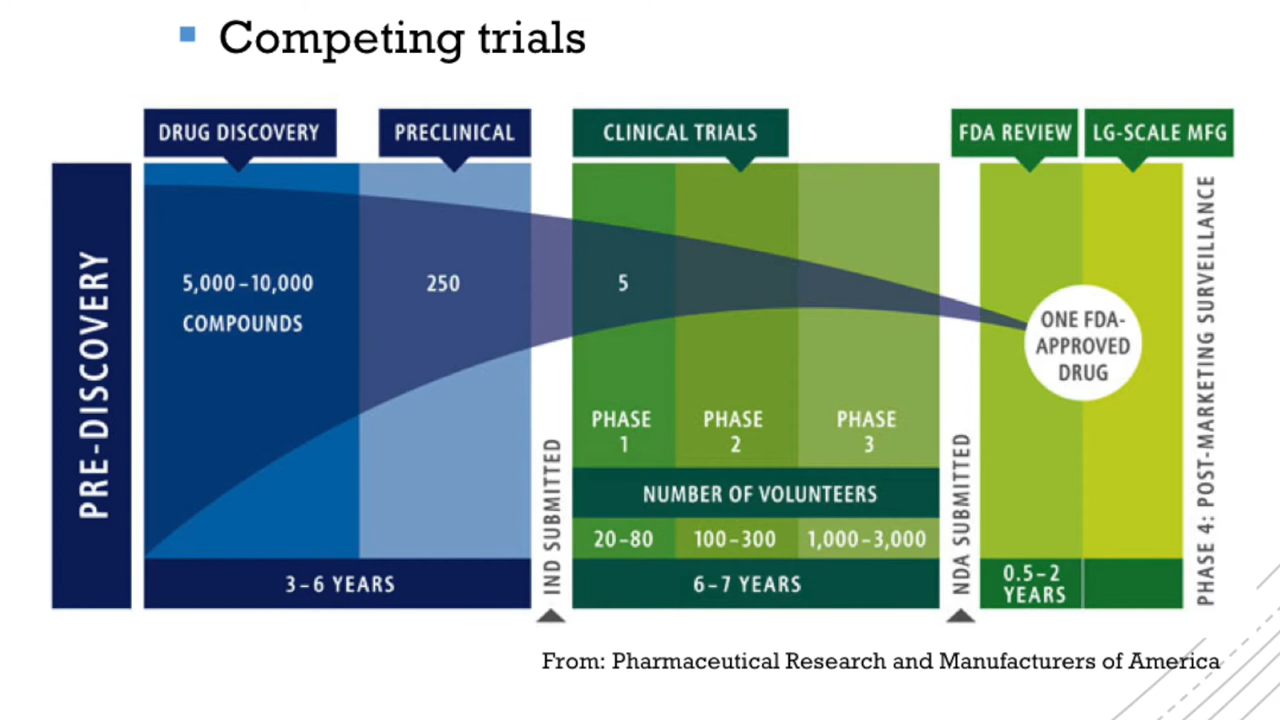 Competing trials
DRUG DISCOVERY
PRECLINICAL
CLINICAL TRIALS
FDA REVIEW
LG-SCALE MFG
PRE-DISCOVERY
5,000–10,000
COMPOUNDS
250
5
ONE FDA-
APPROVED
DRUG
PHASE
1
PHASE
2
PHASE
3
NUMBER OF VOLUNTEERS
20–80
100–300
1,000–3,000
3–6 YEARS
IND SUBMITTED
6–7 YEARS
NDA SUBMITTED
0.5–2
YEARS
PHASE 4: POST-MARKETING SURVEILLANCE
From: Pharmaceutical Research and Manufacturers of America